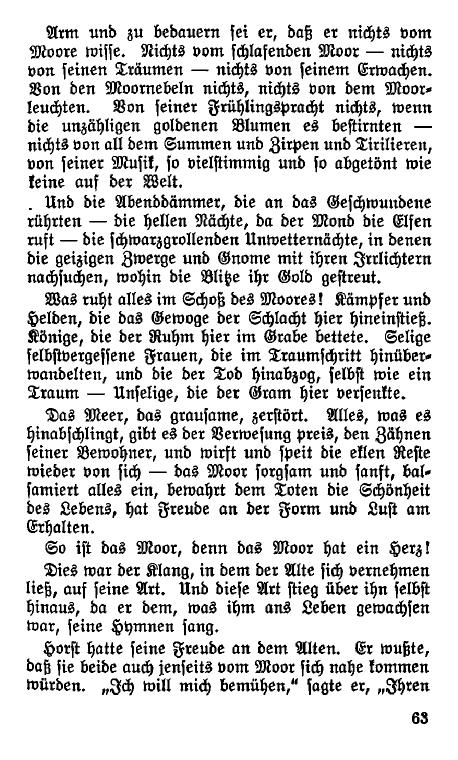 Arm und zu bedauern sei er, daß er nichts vom
Moore wisse. Nichts vom schlafenden Moor — nichts
von seinen Träumen — nichts von seinem Erwachen.
Von den Moornebeln nichts, nichts von dem Moor-
leuchten. Von seiner Frühlingspracht nichts, wenn
die unzähligen goldenen Blumen es bestirnten —
nichts von all dem Summen und Zirpen und Tirilieren,
von seiner Musik, so vielstimmig und so abgetönt wie
keine auf der Welt.
Und die Abenddämmer, die an das Geschwundene
rührten — die hellen Nächte, da der Mond die Elfen
ruft — die schwarzgrollenden Unwetternächte, in denen
die geizigen Zwerge und Gnome mit ihren Irrlichtern
nachsuchen, wohin die Blitze ihr Gold gestreut.
Was ruht alles im Schoß des Moores! Kämpfer und
Helden, die das Gewoge der Schlacht hier hineinstieß.
Könige, die der Ruhm hier im Grabe bettete. Selige
selbstvergessene Frauen, die im Traumschritt hinüber-
wandelten, und die der Tod hinabzog, selbst wie ein
Traum — Unselige, die der Gram hier versenkte.
Das Meer, das grausame, zerstört. Alles, was es
hinabschlingt, gibt es der Verwesung preis, den Zähnen
seiner Bewohner, und wirft und speit die eklen Reste
wieder von sich — das Moor sorgsam und sanft, bal-
samiert alles ein, bewahrt dem Toten die Schönheit
des Lebens, hat Freude an der Form und Lust am
Erhalten.
So ist das Moor, denn das Moor hat ein Herz!
Dies war der Klang, in dem der Alte sich vernehmen
ließ, auf seine Art. Und diese Art stieg über ihn selbst
hinaus, da er dem, was ihm ans Leben gewachsen
war, seine Hymnen sang.
Horst hatte seine Freude an dem Alten. Er wußte,
daß sie beide auch jenseits vom Moor sich nahe kommen
würden. „Ich will mich bemühen,“ sagte er, „Ihren
63